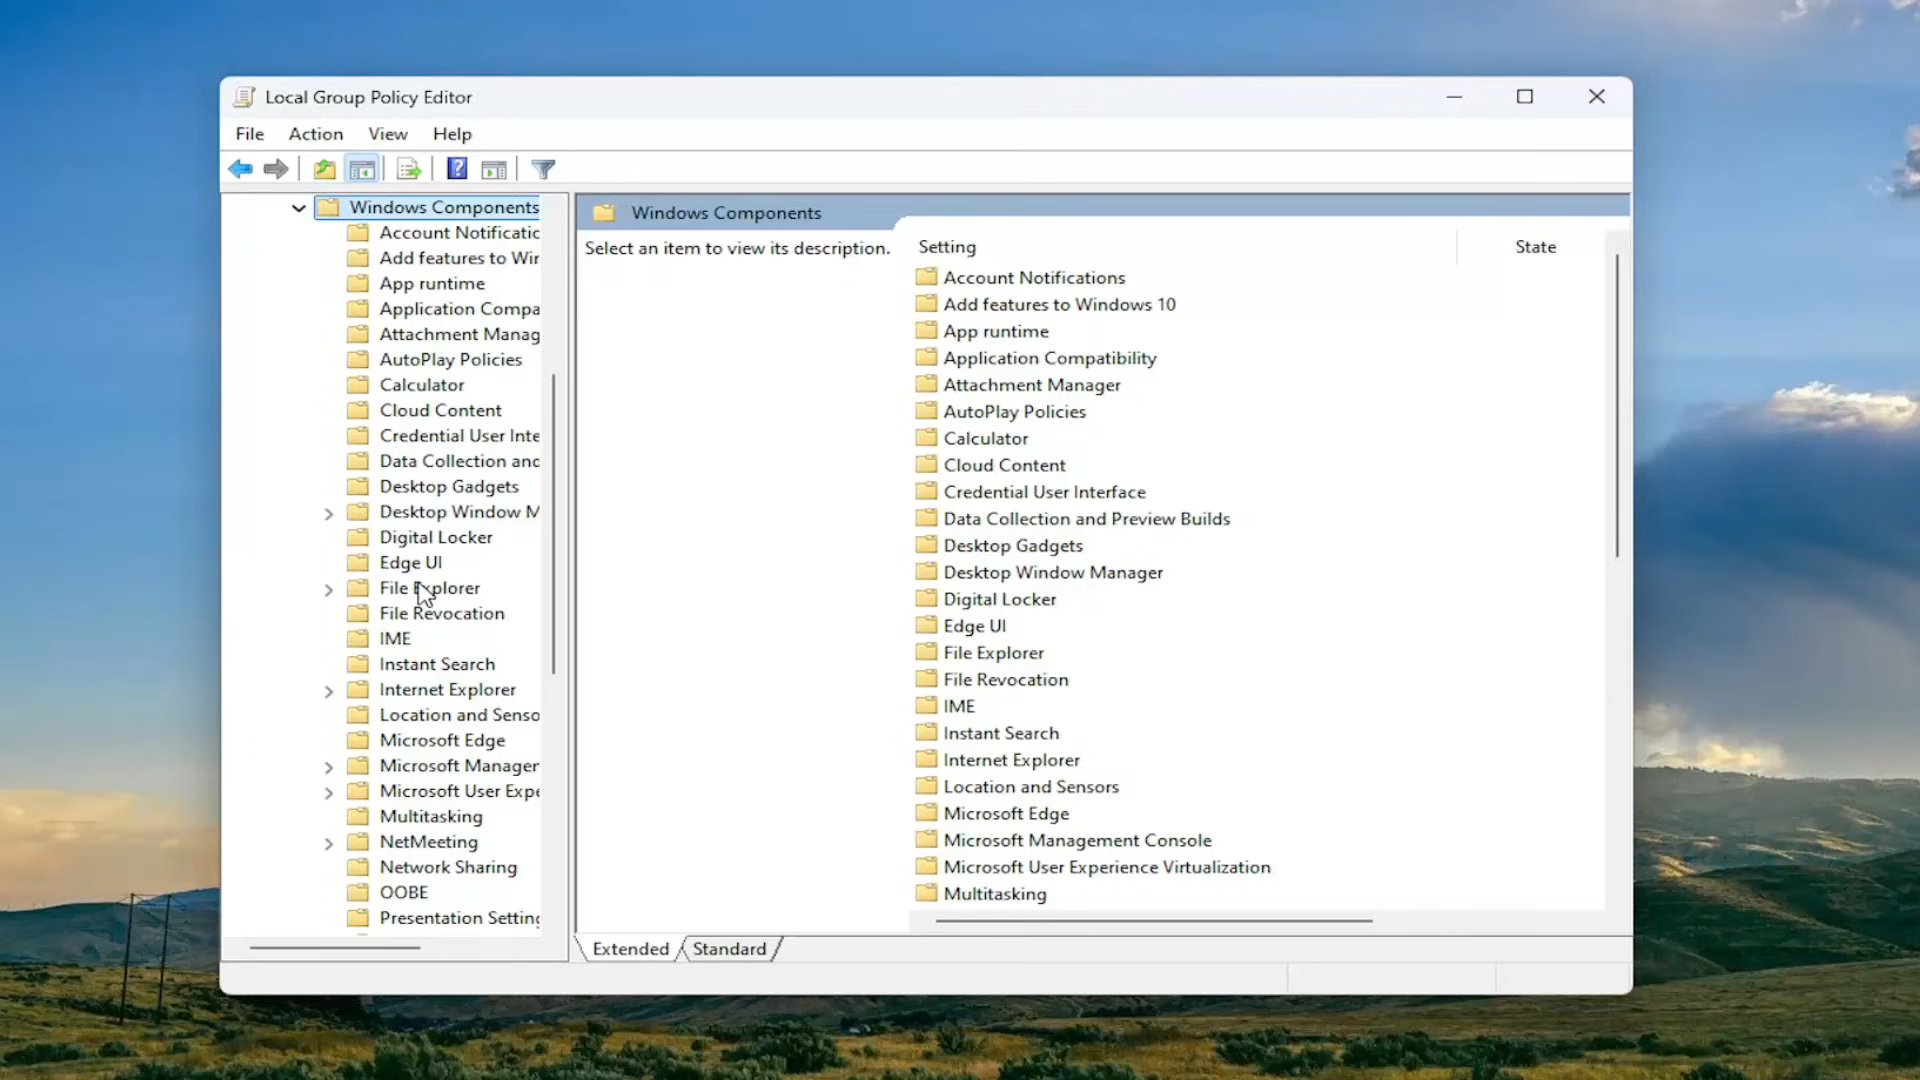 Local Group Policy Editor
File Action View Help
Windows Components
Account Notificatic
Add features to Wir
App runtime
Application Compa
Attachment Manag
AutoPlay Policies
Calculator
Cloud Content
Credential User Inte
Data Collection and
Desktop Gadgets
Desktop Window M
Digital Locker
Edge UI
File Explorer
File Revocation
IME
Instant Search
Internet Explorer
Location and Senso
Microsoft Edge
Microsoft Manager
Microsoft User Expe
Multitasking
NetMeeting
Network Sharing
OOBE
Presentation Setting
Windows Components
Select an item to view its description.
Setting State
Account Notifications
Add features to Windows 10
App runtime
Application Compatibility
Attachment Manager
AutoPlay Policies
Calculator
Cloud Content
Credential User Interface
Data Collection and Preview Builds
Desktop Gadgets
Desktop Window Manager
Digital Locker
Edge UI
File Explorer
File Revocation
IME
Instant Search
Internet Explorer
Location and Sensors
Microsoft Edge
Microsoft Management Console
Microsoft User Experience Virtualization
Multitasking
Extended Standard